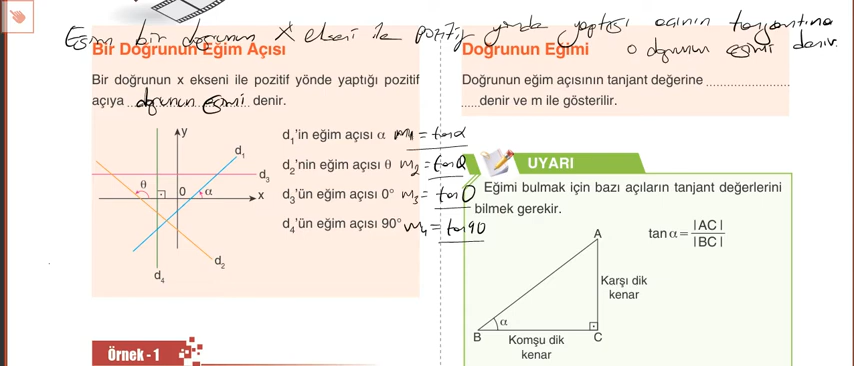 Eğim bir doğrunun X ekseni ile pozitif yönde yaptığı açının tanjantına
o doğrunun eğimi denir.
Bir Doğrunun Eğim Açısı
Bir doğrunun x ekseni ile pozitif yönde yaptığı pozitif
açıya ...doğrunun eğimi... denir.
y
d₁
d₃
θ
0
α
x
d₂
d₄
d₁'in eğim açısı α m₁ = tanα
d₂'nin eğim açısı θ m₂ = tanθ
d₃'ün eğim açısı 0° m₃ = tan0
d₄'ün eğim açısı 90° m₄ = tan90
Doğrunun Eğimi
Doğrunun eğim açısının tanjant değerine ........................
.....denir ve m ile gösterilir.
UYARI
Eğimi bulmak için bazı açıların tanjant değerlerini
bilmek gerekir.
tan α = |AC| / |BC|
A
Karşı dik
kenar
α
B
C
Komşu dik
kenar
Örnek - 1